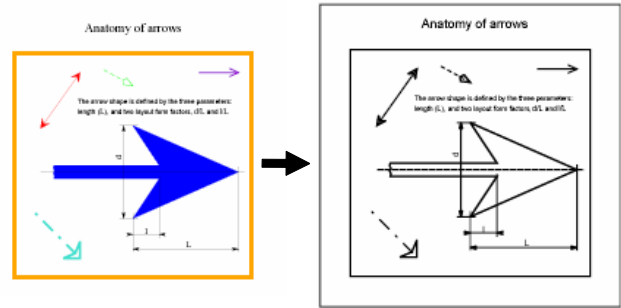 Anatomy of arrows
The arrow shape is defined by the three parameters:
length (L), and two layout form factors, d/L and l/L.
d
l
L
Anatomy of arrows
The arrow shape is defined by the three parameters:
length (L), and two layout form factors, d/L and l/L.
d
l
L